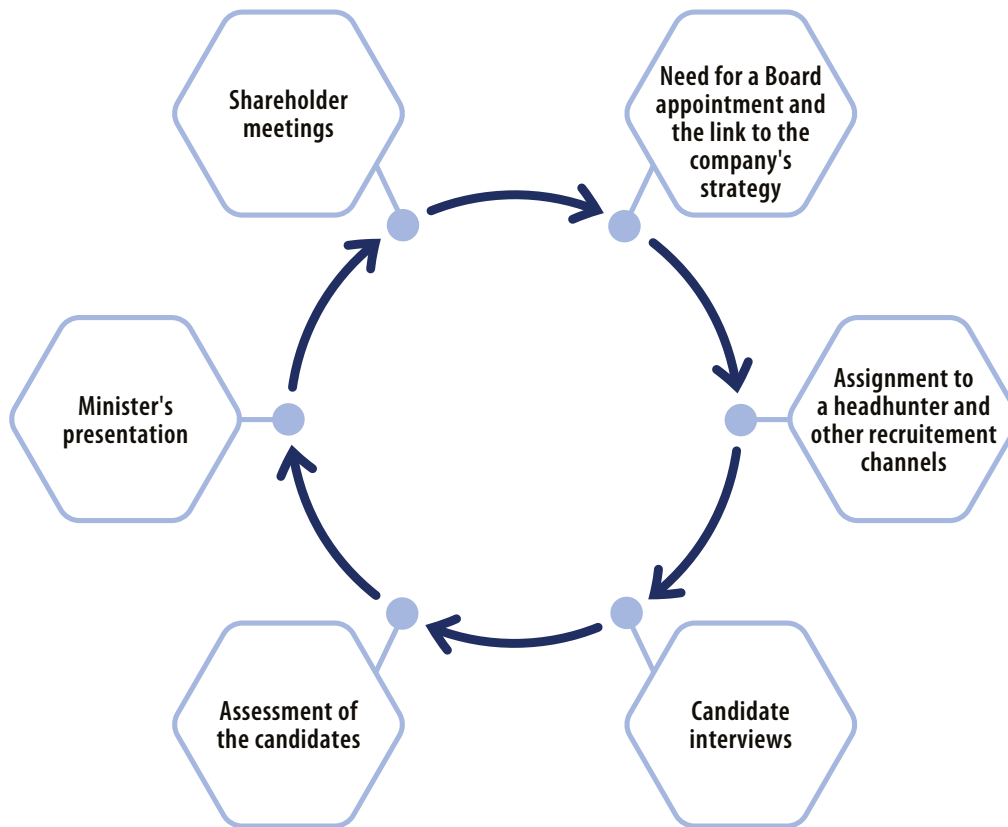 Shareholder
meetings
Need for a Board
appointment and
the link to the
company's
strategy
Assignment to
a headhunter and
other recruitement
channels
Candidate
interviews
Assessment of
the candidates
Minister's
presentation